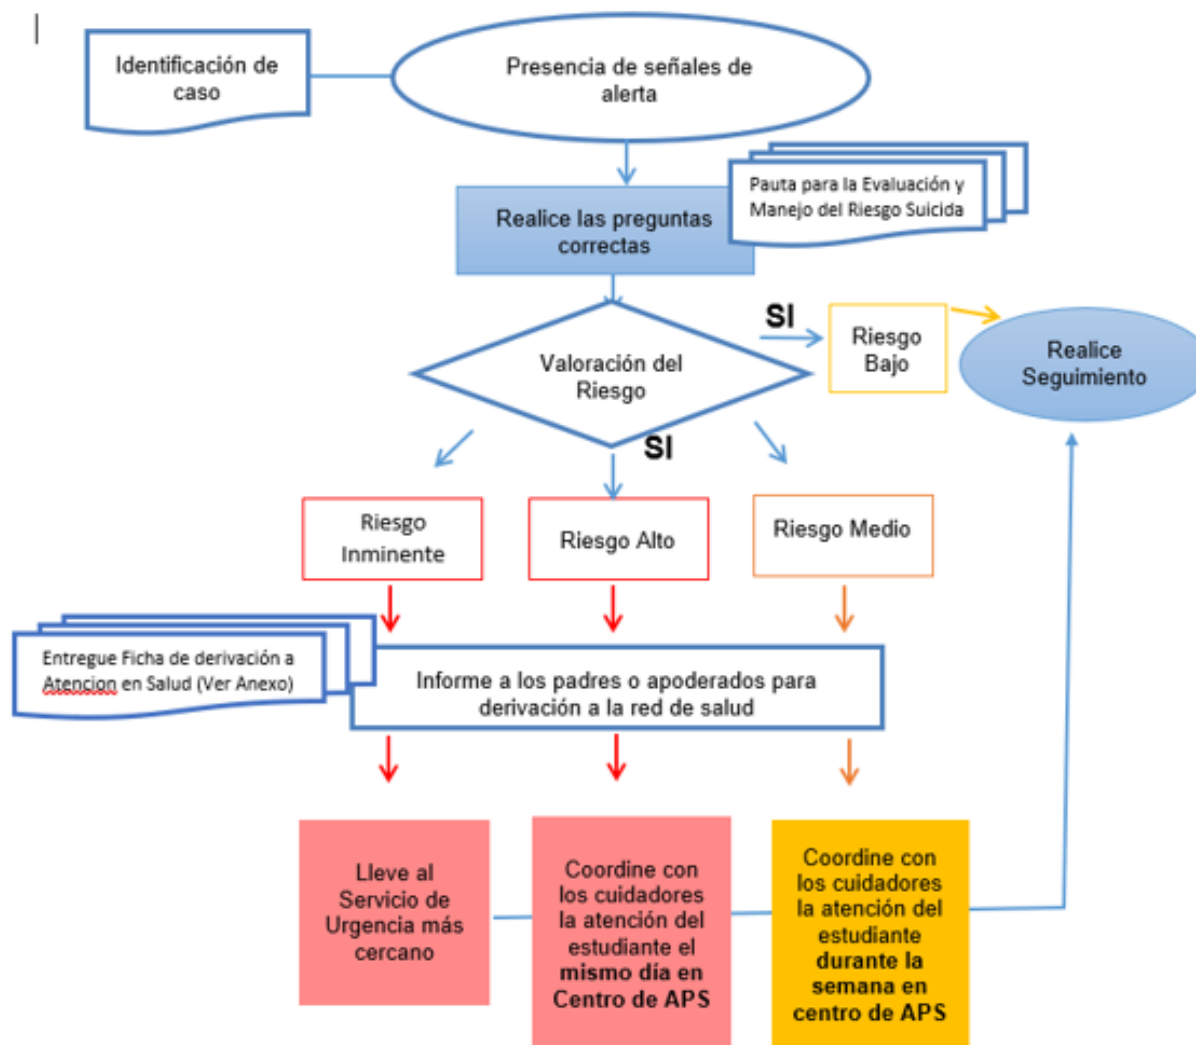 Identificación de
caso
Presencia de señales de
alerta
Realice las preguntas
correctas
Pauta para la Evaluación y
Manejo del Riesgo Suicida
Valoración del
Riesgo
SI
Riesgo
Bajo
Realice
Seguimiento
SI
Riesgo
Inminente
Riesgo Alto
Riesgo Medio
Entregue Ficha de derivación a
Atencion en Salud (Ver Anexo)
Informe a los padres o apoderados para
derivación a la red de salud
Lleve al
Servicio de
Urgencia más
cercano
Coordine con
los cuidadores
la atención del
estudiante el
mismo día en
Centro de APS
Coordine con
los cuidadores
la atención del
estudiante
durante la
semana en
centro de APS